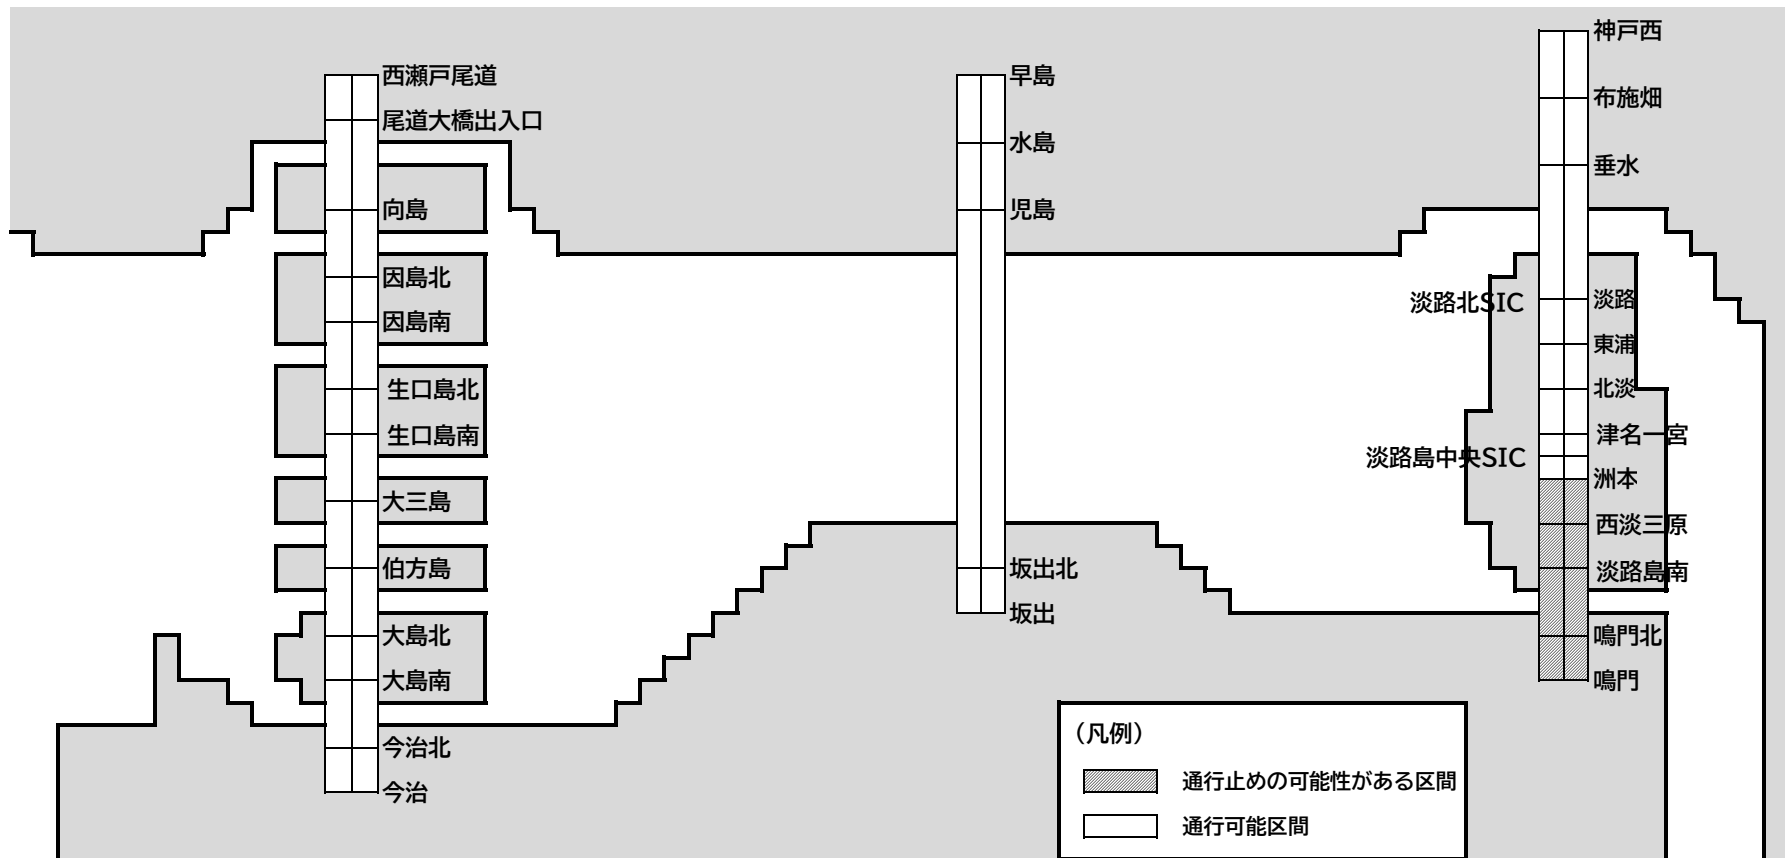 西瀬戸尾道
尾道大橋出入口
向島
因島北
因島南
生口島北
生口島南
大三島
伯方島
大島北
大島南
今治北
今治
早島
水島
児島
坂出北
坂出
神戸西
布施畑
垂水
淡路北SIC
淡路
東浦
北淡
津名一宮
淡路島中央SIC
洲本
西淡三原
淡路島南
鳴門北
鳴門
（凡例）
通行止めの可能性がある区間
通行可能区間